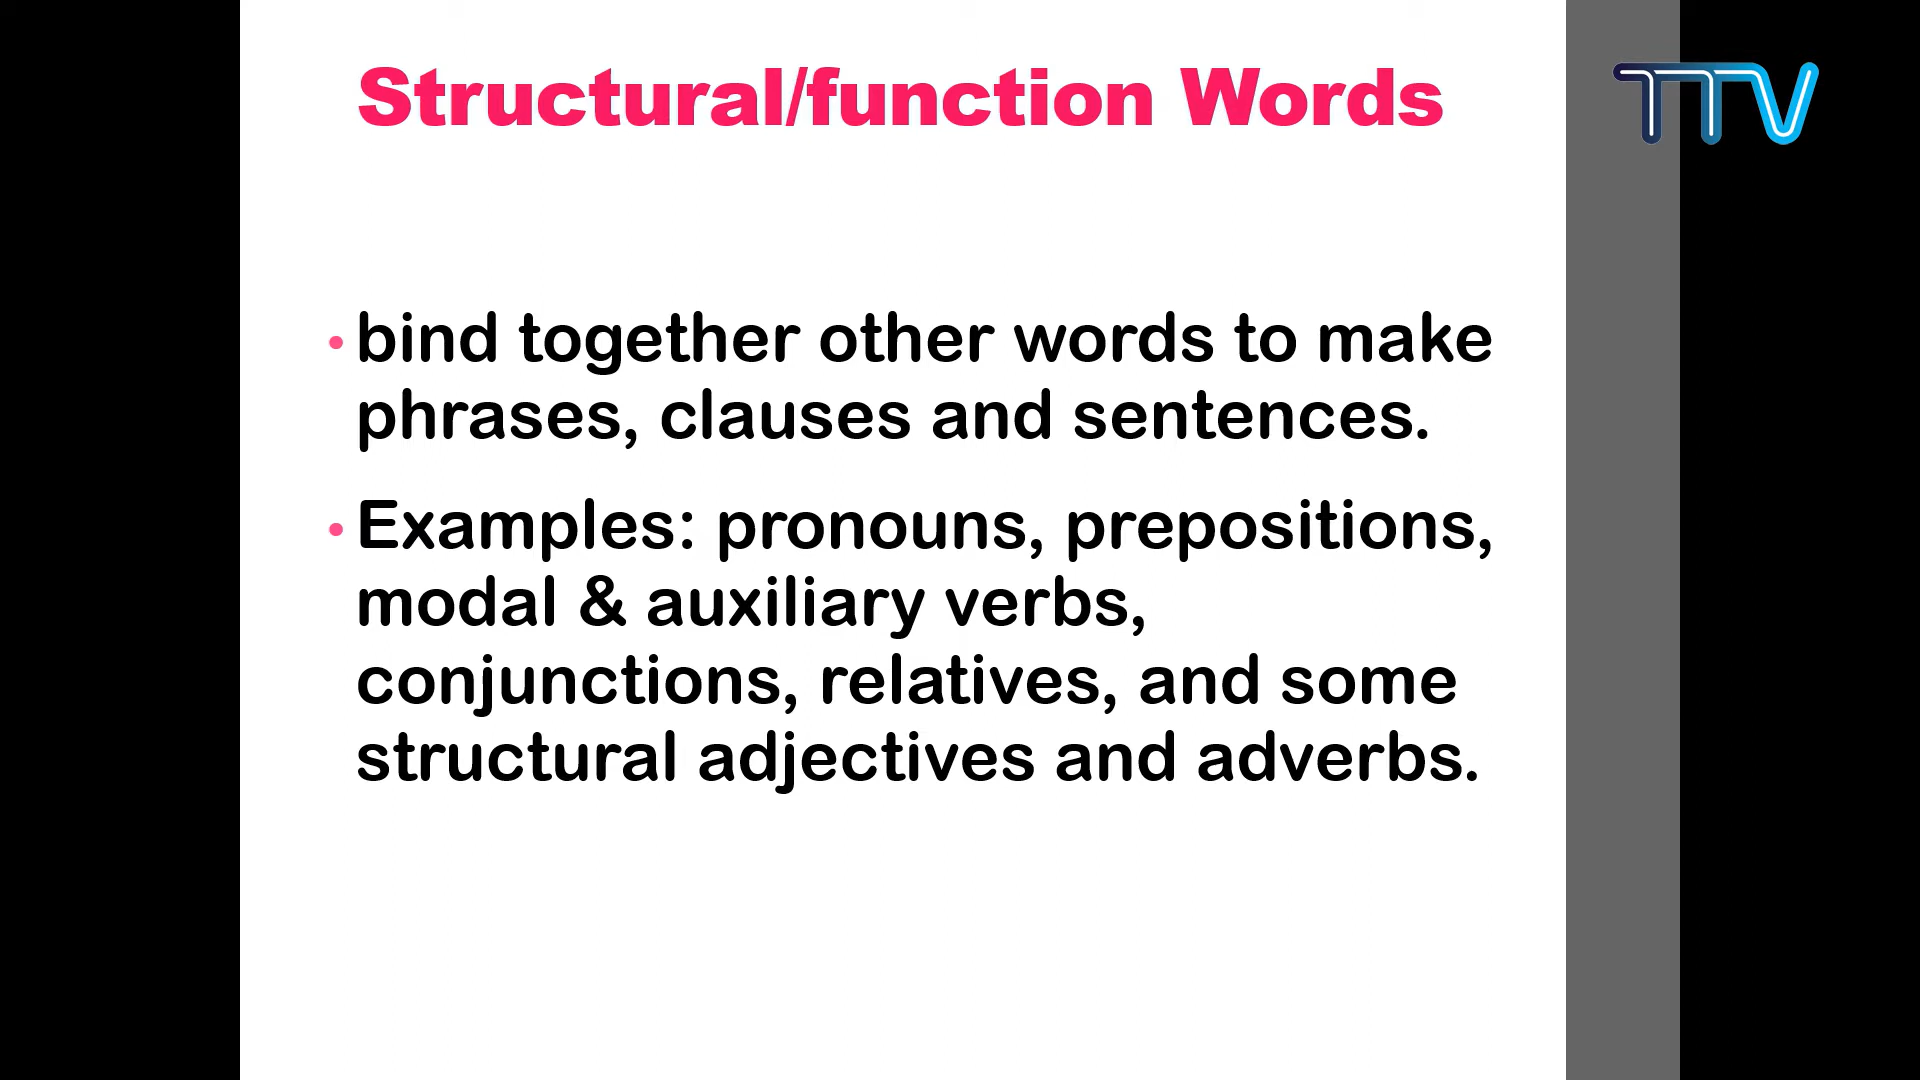 Structural/function Words
TTV
• bind together other words to make
phrases, clauses and sentences.
• Examples: pronouns, prepositions,
modal & auxiliary verbs,
conjunctions, relatives, and some
structural adjectives and adverbs.